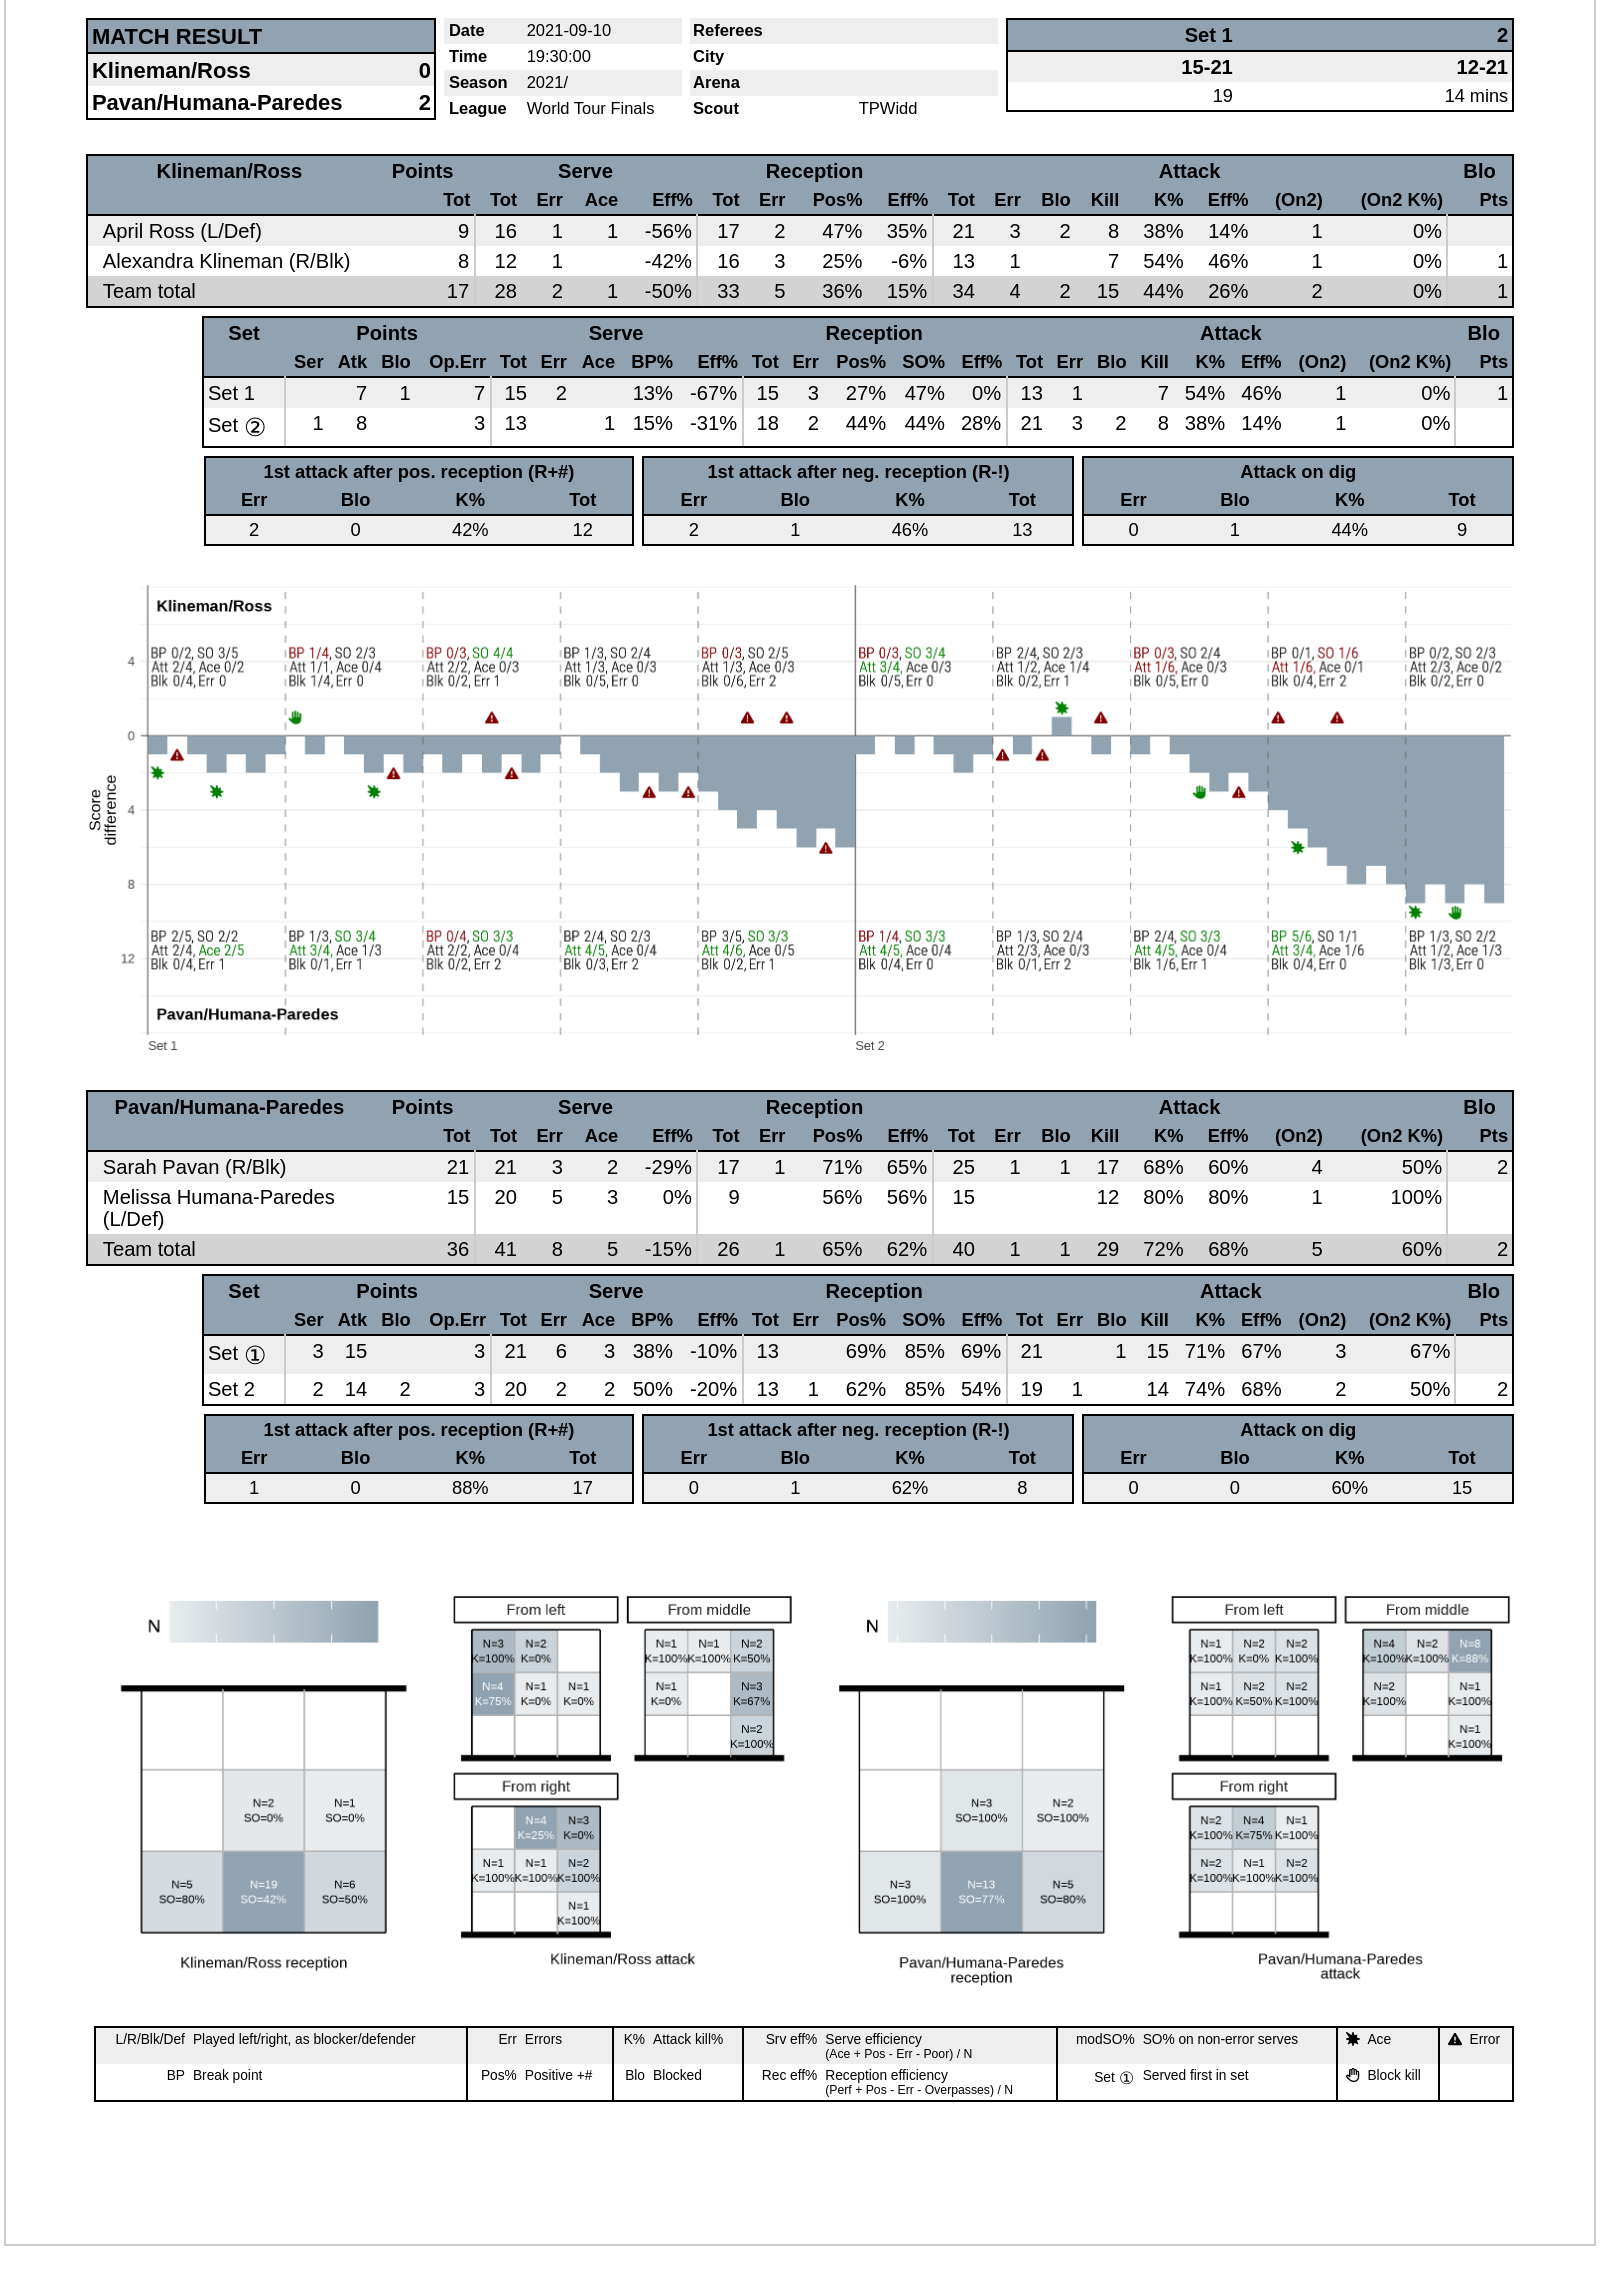 MATCH RESULT
Klineman/Ross 0
Pavan/Humana-Paredes 2
Date 2021-09-10
Time 19:30:00
Season 2021/
League World Tour Finals
Referees
City
Arena
Scout TPWidd
Set 1 2
15-21 12-21
19 14 mins
Klineman/Ross Points Serve Reception Attack Blo
Tot Tot Err Ace Eff% Tot Err Pos% Eff% Tot Err Blo Kill K% Eff% (On2) (On2 K%) Pts
April Ross (L/Def) 9 16 1 1 -56% 17 2 47% 35% 21 3 2 8 38% 14% 1 0%
Alexandra Klineman (R/Blk) 8 12 1 -42% 16 3 25% -6% 13 1 7 54% 46% 1 0% 1
Team total 17 28 2 1 -50% 33 5 36% 15% 34 4 2 15 44% 26% 2 0% 1
Set Points Serve Reception Attack Blo
Ser Atk Blo Op.Err Tot Err Ace BP% Eff% Tot Err Pos% SO% Eff% Tot Err Blo Kill K% Eff% (On2) (On2 K%) Pts
Set 1 7 1 7 15 2 13% -67% 15 3 27% 47% 0% 13 1 7 54% 46% 1 0% 1
Set ② 1 8 3 13 1 15% -31% 18 2 44% 44% 28% 21 3 2 8 38% 14% 1 0%
1st attack after pos. reception (R+#) 1st attack after neg. reception (R-!) Attack on dig
Err Blo K% Tot Err Blo K% Tot Err Blo K% Tot
2 0 42% 12 2 1 46% 13 0 1 44% 9
Klineman/Ross
BP 0/2, SO 3/5 BP 1/4, SO 2/3 BP 0/3, SO 4/4 BP 1/3, SO 2/4 BP 0/3, SO 2/5 BP 0/3, SO 3/4 BP 2/4, SO 2/3 BP 0/3, SO 2/4 BP 0/1, SO 1/6 BP 0/2, SO 2/3
Att 2/4, Ace 0/2 Att 1/1, Ace 0/4 Att 2/2, Ace 0/3 Att 1/3, Ace 0/3 Att 1/3, Ace 0/3 Att 3/4, Ace 0/3 Att 1/2, Ace 1/4 Att 1/6, Ace 0/3 Att 1/6, Ace 0/1 Att 2/3, Ace 0/2
Blk 0/4, Err 0 Blk 1/4, Err 0 Blk 0/2, Err 1 Blk 0/5, Err 0 Blk 0/6, Err 2 Blk 0/5, Err 0 Blk 0/2, Err 1 Blk 0/5, Err 0 Blk 0/4, Err 2 Blk 0/2, Err 0
4
0
4
8
12
Score
difference
BP 2/5, SO 2/2 BP 1/3, SO 3/4 BP 0/4, SO 3/3 BP 2/4, SO 2/3 BP 3/5, SO 3/3 BP 1/4, SO 3/3 BP 1/3, SO 2/4 BP 2/4, SO 3/3 BP 5/6, SO 1/1 BP 1/3, SO 2/2
Att 2/4, Ace 2/5 Att 3/4, Ace 1/3 Att 2/2, Ace 0/4 Att 4/5, Ace 0/4 Att 4/6, Ace 0/5 Att 4/5, Ace 0/4 Att 2/3, Ace 0/3 Att 4/5, Ace 0/4 Att 3/4, Ace 1/6 Att 1/2, Ace 1/3
Blk 0/4, Err 1 Blk 0/1, Err 1 Blk 0/2, Err 2 Blk 0/3, Err 2 Blk 0/2, Err 1 Blk 0/4, Err 0 Blk 0/1, Err 2 Blk 1/6, Err 1 Blk 0/4, Err 0 Blk 1/3, Err 0
Pavan/Humana-Paredes
Set 1 Set 2
Pavan/Humana-Paredes Points Serve Reception Attack Blo
Tot Tot Err Ace Eff% Tot Err Pos% Eff% Tot Err Blo Kill K% Eff% (On2) (On2 K%) Pts
Sarah Pavan (R/Blk) 21 21 3 2 -29% 17 1 71% 65% 25 1 1 17 68% 60% 4 50% 2
Melissa Humana-Paredes 15 20 5 3 0% 9 56% 56% 15 12 80% 80% 1 100%
(L/Def)
Team total 36 41 8 5 -15% 26 1 65% 62% 40 1 1 29 72% 68% 5 60% 2
Set Points Serve Reception Attack Blo
Ser Atk Blo Op.Err Tot Err Ace BP% Eff% Tot Err Pos% SO% Eff% Tot Err Blo Kill K% Eff% (On2) (On2 K%) Pts
Set ① 3 15 3 21 6 3 38% -10% 13 69% 85% 69% 21 1 15 71% 67% 3 67%
Set 2 2 14 2 3 20 2 2 50% -20% 13 1 62% 85% 54% 19 1 14 74% 68% 2 50% 2
1st attack after pos. reception (R+#) 1st attack after neg. reception (R-!) Attack on dig
Err Blo K% Tot Err Blo K% Tot Err Blo K% Tot
1 0 88% 17 0 1 62% 8 0 0 60% 15
N
N=2 N=1
SO=0% SO=0%
N=5 N=19 N=6
SO=80% SO=42% SO=50%
Klineman/Ross reception
From left
N=3 N=2
K=100% K=0%
N=4 N=1 N=1
K=75% K=0% K=0%
From middle
N=1 N=1 N=2
K=100% K=100% K=50%
N=1 N=3
K=0% K=67%
N=2
K=100%
From right
N=4 N=3
K=25% K=0%
N=1 N=1 N=2
K=100% K=100% K=100%
N=1
K=100%
Klineman/Ross attack
N
N=3 N=2
SO=100% SO=100%
N=3 N=13 N=5
SO=100% SO=77% SO=80%
Pavan/Humana-Paredes
reception
From left
N=1 N=2 N=2
K=100% K=0% K=100%
N=1 N=2 N=2
K=100% K=50% K=100%
From middle
N=4 N=2 N=8
K=100% K=100% K=88%
N=2 N=1
K=100% K=100%
N=1
K=100%
From right
N=2 N=4 N=1
K=100% K=75% K=100%
N=2 N=1 N=2
K=100% K=100% K=100%
Pavan/Humana-Paredes
attack
L/R/Blk/Def Played left/right, as blocker/defender Err Errors K% Attack kill% Srv eff% Serve efficiency modSO% SO% on non-error serves Ace Error
(Ace + Pos - Err - Poor) / N
BP Break point Pos% Positive +# Blo Blocked Rec eff% Reception efficiency Set ① Served first in set Block kill
(Perf + Pos - Err - Overpasses) / N